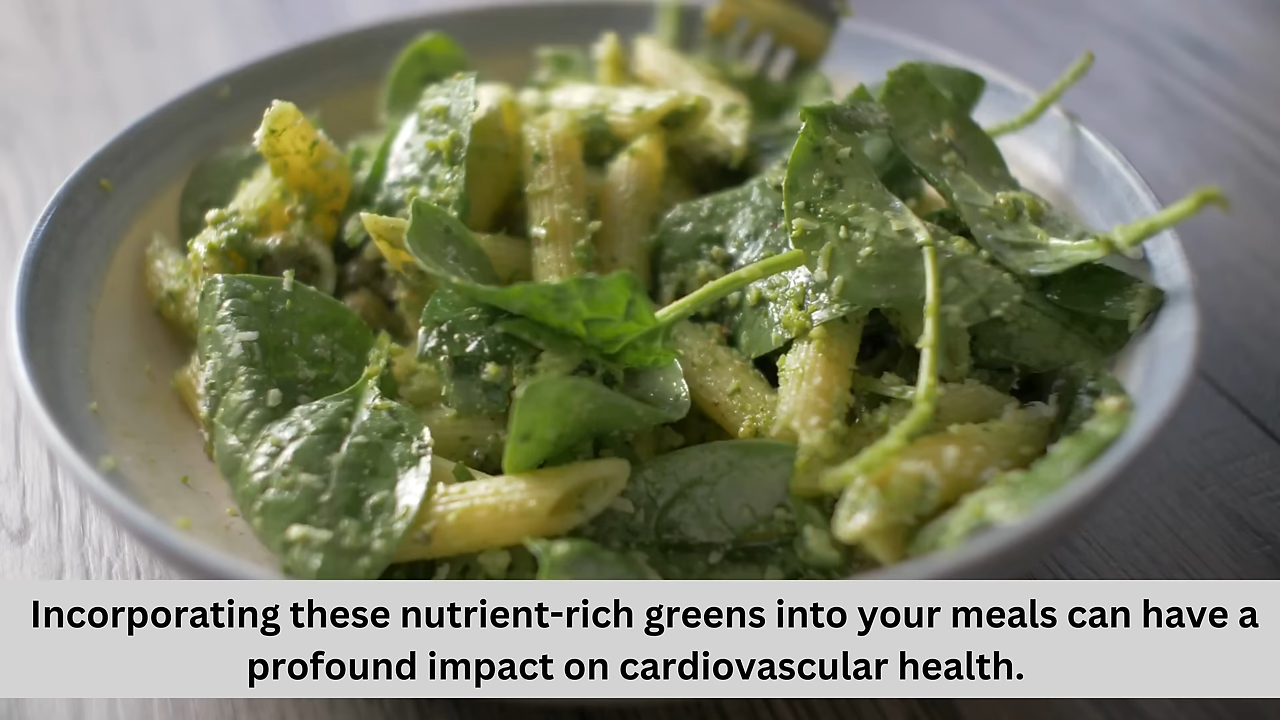 Incorporating these nutrient-rich greens into your meals can have a
profound impact on cardiovascular health.